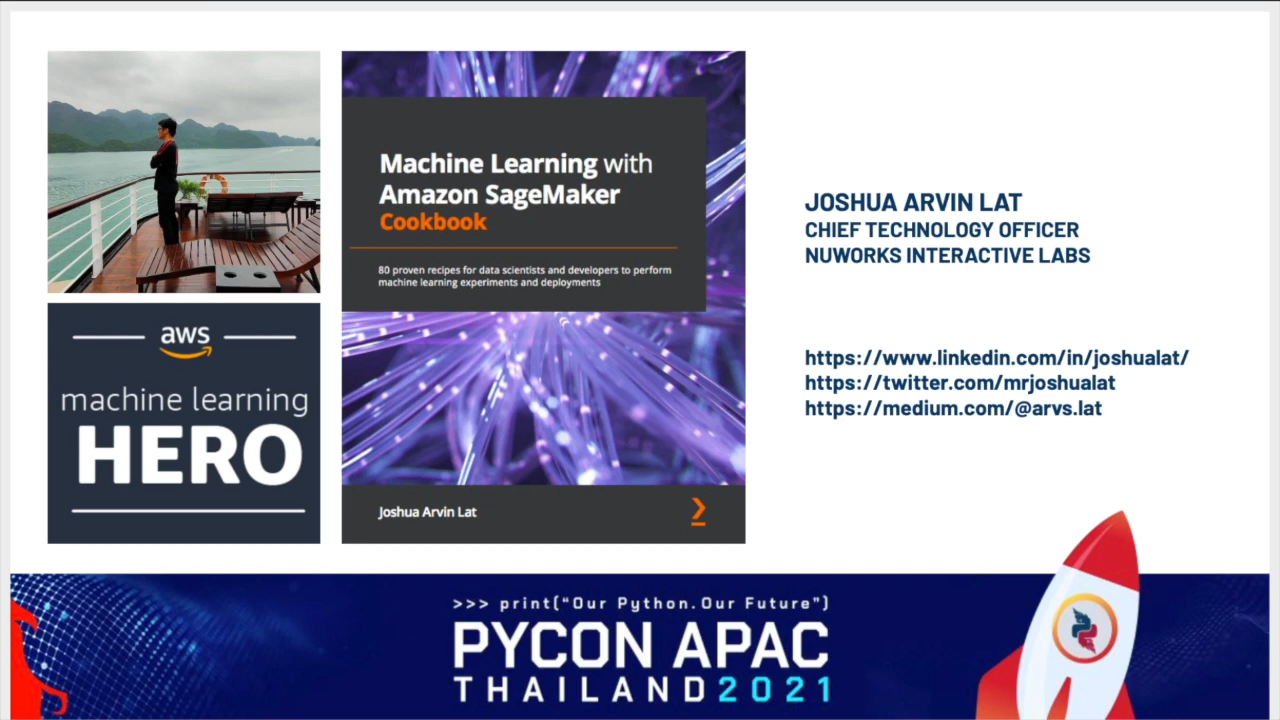 aws
machine learning
HERO
Machine Learning with
Amazon SageMaker
Cookbook
80 proven recipes for data scientists and developers to perform
machine learning experiments and deployments
Joshua Arvin Lat
JOSHUA ARVIN LAT
CHIEF TECHNOLOGY OFFICER
NUWORKS INTERACTIVE LABS
https://www.linkedin.com/in/joshualat/
https://twitter.com/mrjoshualat
https://medium.com/@arvs.lat
>>> print(“Our Python.Our Future”)
PYCON APAC
THAILAND2021